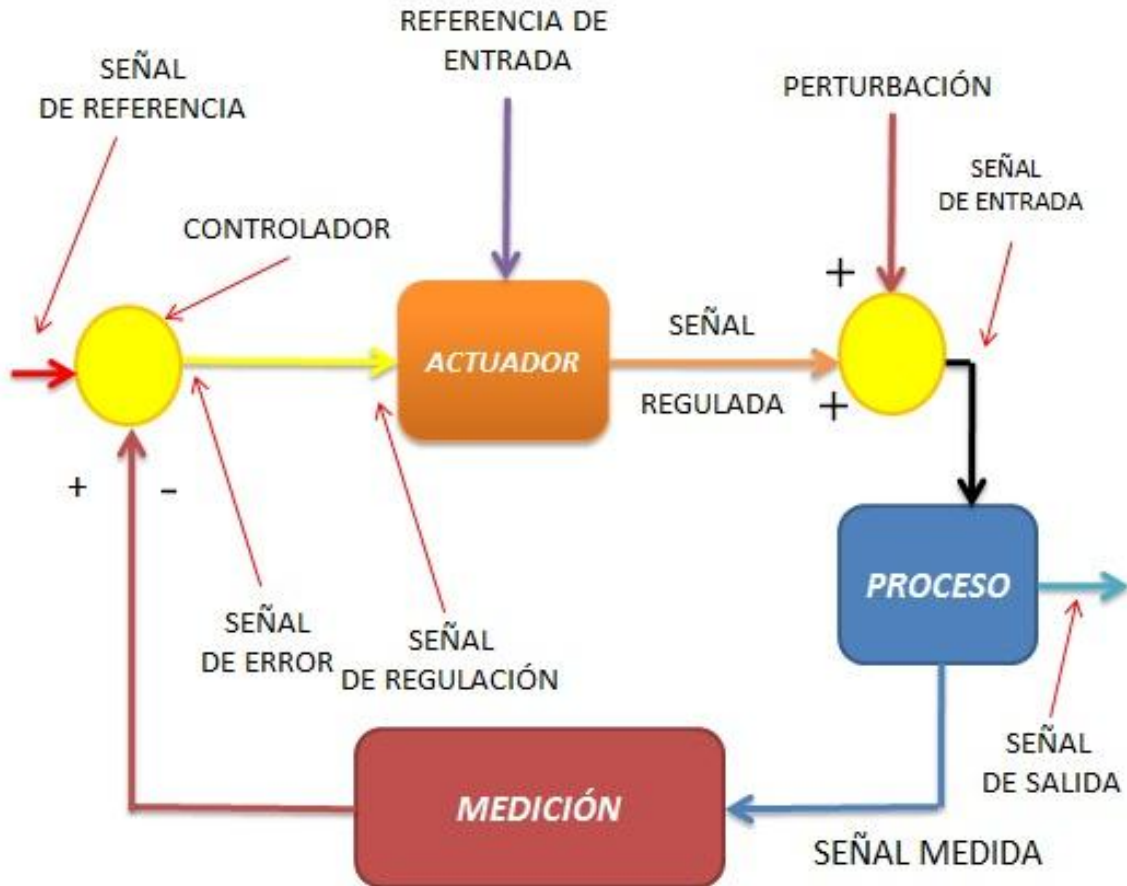 REFERENCIA DE
ENTRADA
SEÑAL
DE REFERENCIA
PERTURBACIÓN
SEÑAL
DE ENTRADA
CONTROLADOR
+
ACTUADOR
SEÑAL
REGULADA
+
+ -
PROCESO
SEÑAL
DE ERROR
SEÑAL
DE REGULACIÓN
SEÑAL
DE SALIDA
MEDICIÓN
SEÑAL MEDIDA